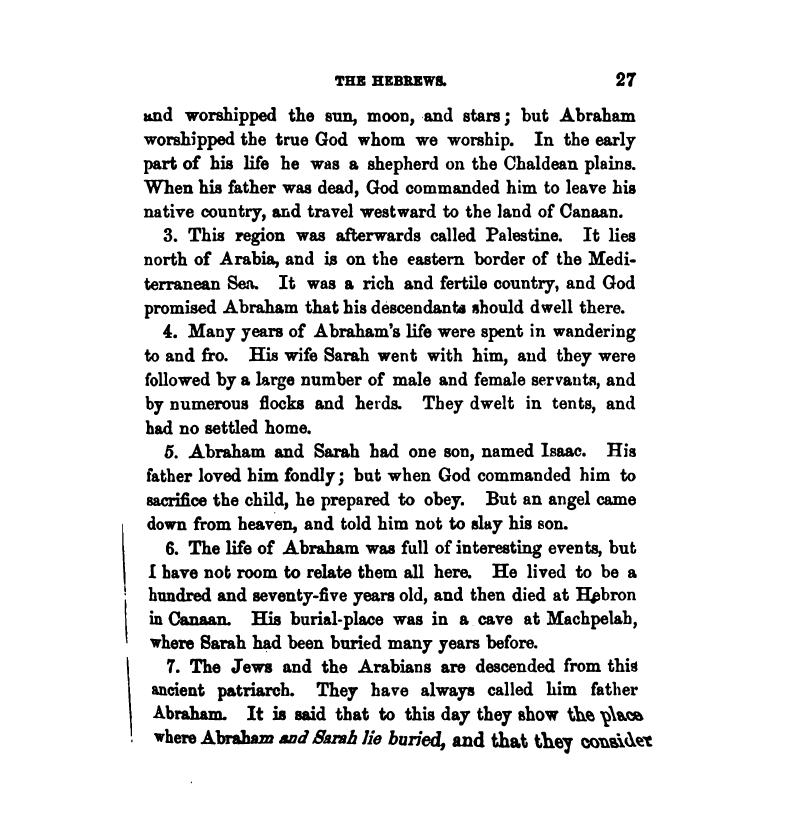 THE HEBREWS. 27
and worshipped the sun, moon, and stars; but Abraham
worshipped the true God whom we worship. In the early
part of his life he was a shepherd on the Chaldean plains.
When his father was dead, God commanded him to leave his
native country, and travel westward to the land of Canaan.
3. This region was afterwards called Palestine. It lies
north of Arabia, and is on the eastern border of the Medi-
terranean Sea. It was a rich and fertile country, and God
promised Abraham that his descendants should dwell there.
4. Many years of Abraham's life were spent in wandering
to and fro. His wife Sarah went with him, and they were
followed by a large number of male and female servants, and
by numerous flocks and herds. They dwelt in tents, and
had no settled home.
5. Abraham and Sarah had one son, named Isaac. His
father loved him fondly; but when God commanded him to
sacrifice the child, he prepared to obey. But an angel came
down from heaven, and told him not to slay his son.
6. The life of Abraham was full of interesting events, but
I have not room to relate them all here. He lived to be a
hundred and seventy-five years old, and then died at Hebron
in Canaan. His burial-place was in a cave at Machpelah,
where Sarah had been buried many years before.
7. The Jews and the Arabians are descended from this
ancient patriarch. They have always called him father
Abraham. It is said that to this day they show the place
where Abraham and Sarah lie buried, and that they consider